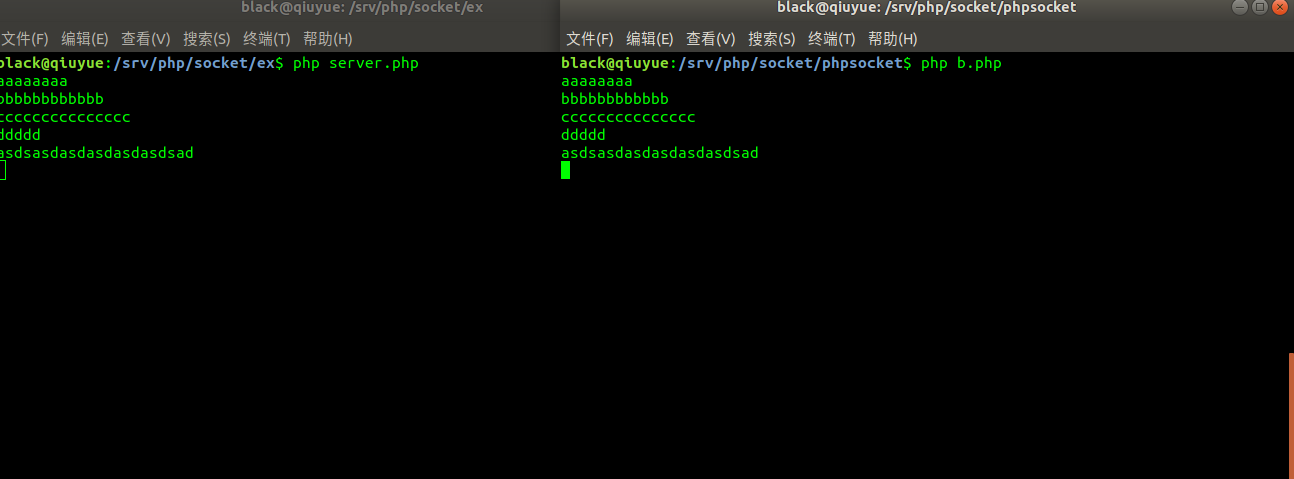 black@qiuyue: /srv/php/socket/ex
文件(F) 编辑(E) 查看(V) 搜索(S) 终端(T) 帮助(H)
black@qiuyue:/srv/php/socket/ex$ php server.php
aaaaaaaa
bbbbbbbbbbbb
ccccccccccccccc
ddddd
asdsasdasdasdasdasdsad
black@qiuyue: /srv/php/socket/phpsocket
文件(F) 编辑(E) 查看(V) 搜索(S) 终端(T) 帮助(H)
black@qiuyue:/srv/php/socket/phpsocket$ php b.php
aaaaaaaa
bbbbbbbbbbbb
ccccccccccccccc
ddddd
asdsasdasdasdasdasdsad